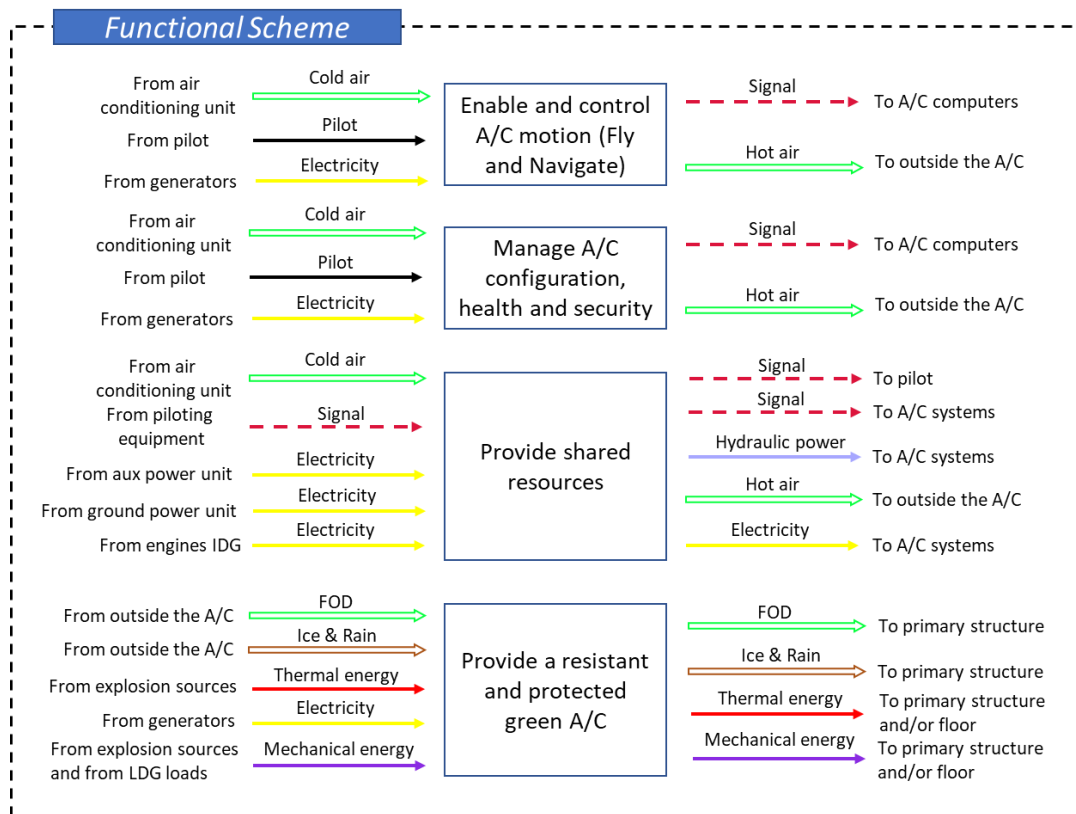 Functional Scheme
From air
conditioning unit
Cold air
From pilot
Pilot
From generators
Electricity
Enable and control
A/C motion (Fly
and Navigate)
Signal
To A/C computers
Hot air
To outside the A/C
From air
conditioning unit
Cold air
From pilot
Pilot
From generators
Electricity
Manage A/C
configuration,
health and security
Signal
To A/C computers
Hot air
To outside the A/C
From air
conditioning unit
Cold air
From piloting
equipment
Signal
From aux power unit
Electricity
From ground power unit
Electricity
From engines IDG
Electricity
Provide shared
resources
Signal
To pilot
Signal
To A/C systems
Hydraulic power
To A/C systems
Hot air
To outside the A/C
Electricity
To A/C systems
From outside the A/C
FOD
From outside the A/C
Ice & Rain
From explosion sources
Thermal energy
From generators
Electricity
From explosion sources
and from LDG loads
Mechanical energy
Provide a resistant
and protected
green A/C
FOD
To primary structure
Ice & Rain
To primary structure
Thermal energy
To primary structure
and/or floor
Mechanical energy
To primary structure
and/or floor